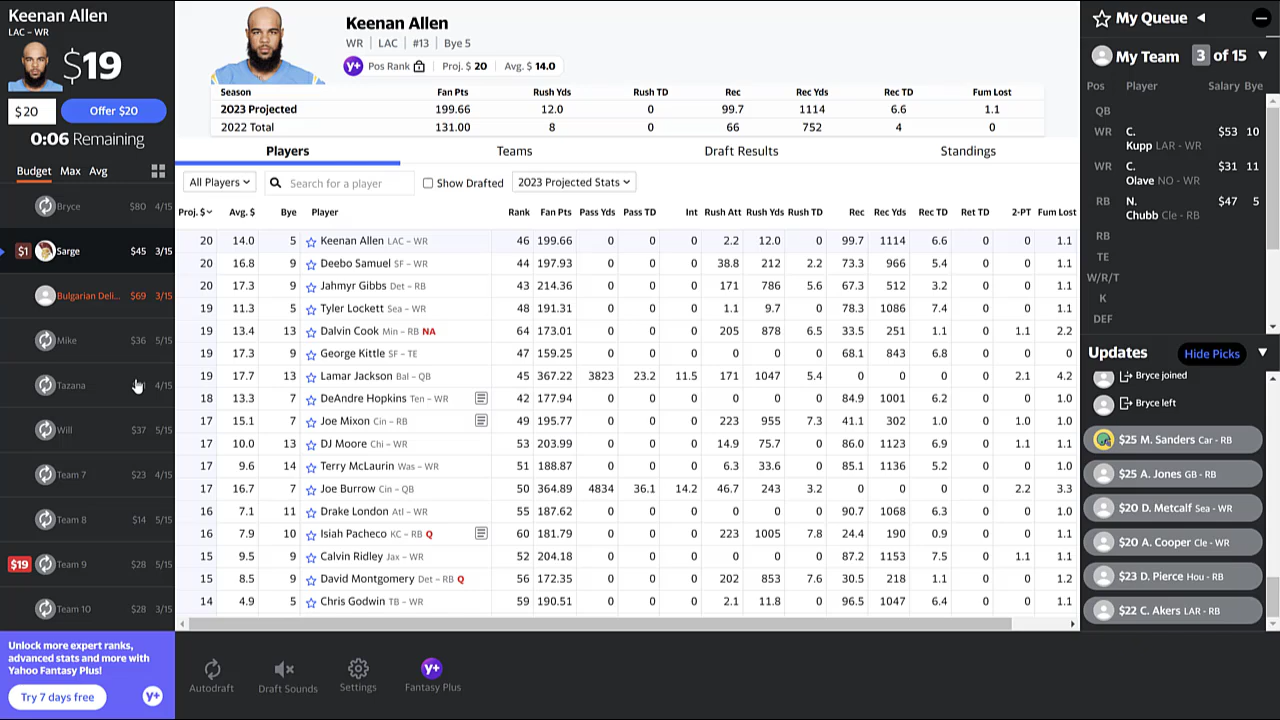 Keenan Allen
LAC – WR
$19
$ 20
Offer $20
0:06 Remaining
Budget Max Avg
Bryce $80 4/15
$1 Sarge $45 3/15
Bulgarian Deli... $69 3/15
Mike $36 5/15
Tazana 4/15
Will $37 5/15
Team 7 $23 4/15
Team 8 $14 5/15
$19 Team 9 $28 5/15
Team 10 $28 3/15
Unlock more expert ranks,
advanced stats and more with
Yahoo Fantasy Plus!
Try 7 days free
y+
Keenan Allen
WR LAC #13 Bye 5
y+ Pos Rank Proj. $ 20 Avg. $ 14.0
Season Fan Pts Rush Yds Rush TD Rec Rec Yds Rec TD Fum Lost
2023 Projected 199.66 12.0 0 99.7 1114 6.6 1.1
2022 Total 131.00 8 0 66 752 4 0
Players Teams Draft Results Standings
All Players Search for a player Show Drafted 2023 Projected Stats
Proj. $ Avg. $ Bye Player Rank Fan Pts Pass Yds Pass TD Int Rush Att Rush Yds Rush TD Rec Rec Yds Rec TD Ret TD 2-PT Fum Lost
20 14.0 5 Keenan Allen LAC – WR 46 199.66 0 0 0 2.2 12.0 0 99.7 1114 6.6 0 0 1.1
20 16.8 9 Deebo Samuel SF – WR 44 197.93 0 0 0 38.8 212 2.2 73.3 966 5.4 0 0 1.1
20 17.3 9 Jahmyr Gibbs Det – RB 43 214.36 0 0 0 171 786 5.6 67.3 512 3.2 0 0 1.1
19 11.3 5 Tyler Lockett Sea – WR 48 191.31 0 0 0 1.1 9.7 0 78.3 1086 7.4 0 0 1.1
19 13.4 13 Dalvin Cook Min – RB NA 64 173.01 0 0 0 205 878 6.5 33.5 251 1.1 0 1.1 2.2
19 17.3 9 George Kittle SF – TE 47 159.25 0 0 0 0 0 0 68.1 843 6.8 0 0 0
19 17.7 13 Lamar Jackson Bal – QB 45 367.22 3823 23.2 11.5 171 1047 5.4 0 0 0 0 2.1 4.2
18 13.3 7 DeAndre Hopkins Ten – WR 42 177.94 0 0 0 0 0 0 84.9 1001 6.2 0 0 1.0
17 15.1 7 Joe Mixon Cin – RB 49 195.77 0 0 0 223 955 7.3 41.1 302 1.0 0 1.0 1.0
17 10.0 13 DJ Moore Chi – WR 53 203.99 0 0 0 14.9 75.7 0 86.0 1123 6.9 0 1.1 1.1
17 9.6 14 Terry McLaurin Was – WR 51 188.87 0 0 0 6.3 33.6 0 85.1 1136 5.2 0 0 1.0
17 16.7 7 Joe Burrow Cin – QB 50 364.89 4834 36.1 14.2 46.7 243 3.2 0 0 0 0 2.2 3.3
16 7.1 11 Drake London Atl – WR 55 187.62 0 0 0 0 0 0 90.7 1068 6.3 0 0 1.0
16 7.9 10 Isiah Pacheco KC – RB Q 60 181.79 0 0 0 223 1005 7.8 24.4 190 0.9 0 0 1.1
15 9.5 9 Calvin Ridley Jax – WR 52 204.18 0 0 0 0 0 0 87.2 1153 7.5 0 1.1 1.1
15 8.5 9 David Montgomery Det – RB Q 56 172.35 0 0 0 202 853 7.6 30.5 218 1.1 0 0 1.2
14 4.9 5 Chris Godwin TB – WR 59 190.51 0 0 0 2.1 11.8 0 96.5 1047 6.4 0 0 1.1
Autodraft Draft Sounds Settings Fantasy Plus
My Queue
My Team 3 of 15
Pos Player Salary Bye
QB
WR C. Kupp LAR - WR $53 10
WR C. Olave NO - WR $31 11
RB N. Chubb Cle - RB $47 5
RB
TE
W/R/T
K
DEF
Updates Hide Picks
Bryce joined
Bryce left
$25 M. Sanders Car - RB
$25 A. Jones GB - RB
$20 D. Metcalf Sea - WR
$20 A. Cooper Cle - WR
$23 D. Pierce Hou - RB
$22 C. Akers LAR - RB